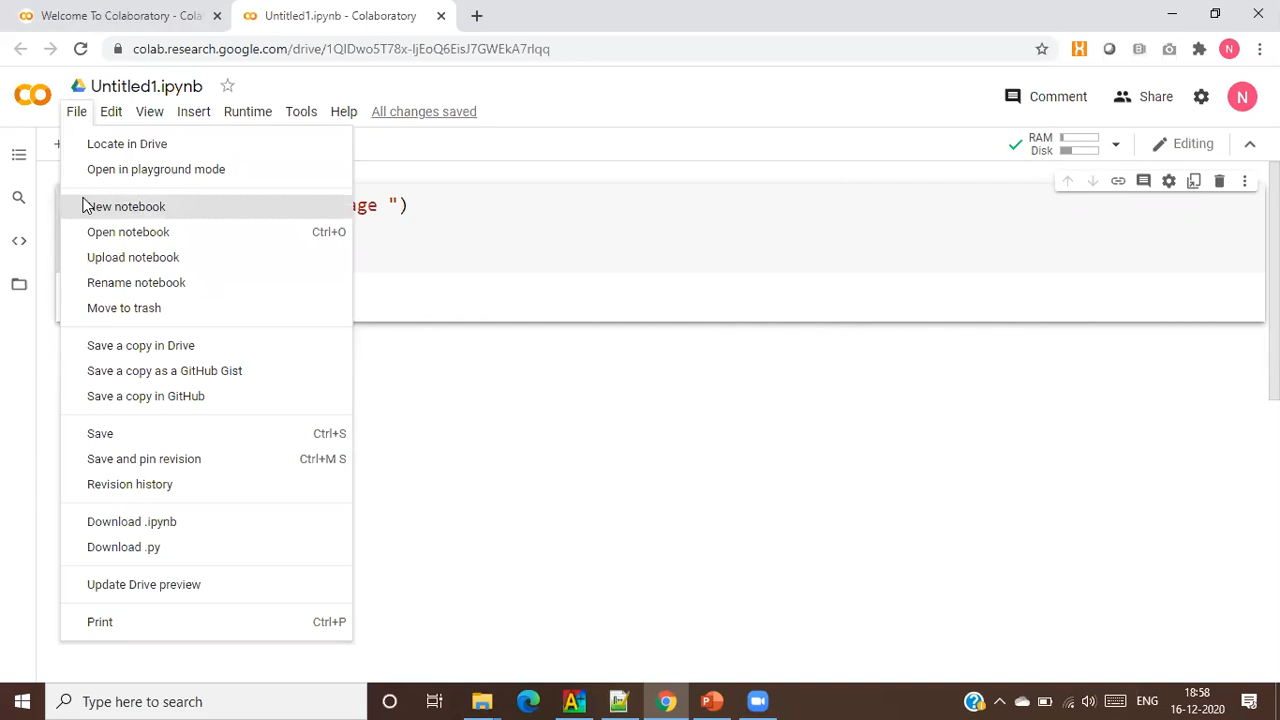 Welcome To Colaboratory - Colab
Untitled1.ipynb - Colaboratory
colab.research.google.com/drive/1QIDwo5T78x-ljEoQ6EisJ7GWEkA7rlqq
N
Untitled1.ipynb
File Edit View Insert Runtime Tools Help All changes saved
Comment Share N
RAM
Disk
Editing
Locate in Drive
Open in playground mode
New notebook
age ")
Open notebook Ctrl+O
Upload notebook
Rename notebook
Move to trash
Save a copy in Drive
Save a copy as a GitHub Gist
Save a copy in GitHub
Save Ctrl+S
Save and pin revision Ctrl+M S
Revision history
Download .ipynb
Download .py
Update Drive preview
Print Ctrl+P
Type here to search
ENG
18:58
16-12-2020